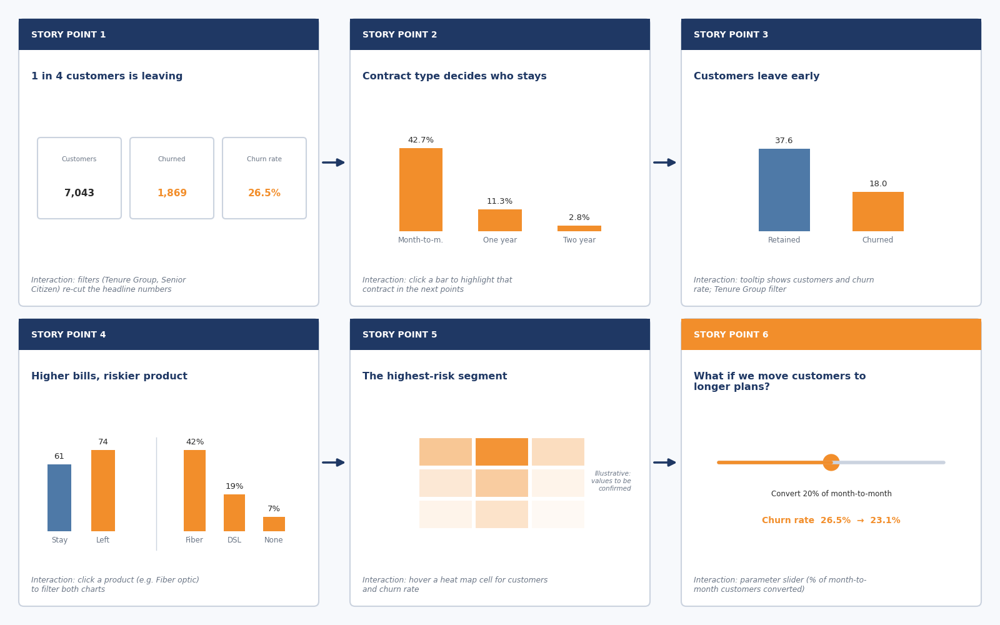 STORY POINT 1
1 in 4 customers is leaving
Customers
7,043
Churned
1,869
Churn rate
26.5%
Interaction: filters (Tenure Group, Senior
Citizen) re-cut the headline numbers
STORY POINT 2
Contract type decides who stays
42.7%
11.3%
2.8%
Month-to-m.
One year
Two year
Interaction: click a bar to highlight that
contract in the next points
STORY POINT 3
Customers leave early
37.6
18.0
Retained
Churned
Interaction: tooltip shows customers and churn
rate; Tenure Group filter
STORY POINT 4
Higher bills, riskier product
61
74
Stay
Left
42%
19%
7%
Fiber
DSL
None
Interaction: click a product (e.g. Fiber optic)
to filter both charts
STORY POINT 5
The highest-risk segment
Illustrative:
values to be
confirmed
Interaction: hover a heat map cell for customers
and churn rate
STORY POINT 6
What if we move customers to
longer plans?
Convert 20% of month-to-month
Churn rate 26.5% → 23.1%
Interaction: parameter slider (% of month-to-
month customers converted)